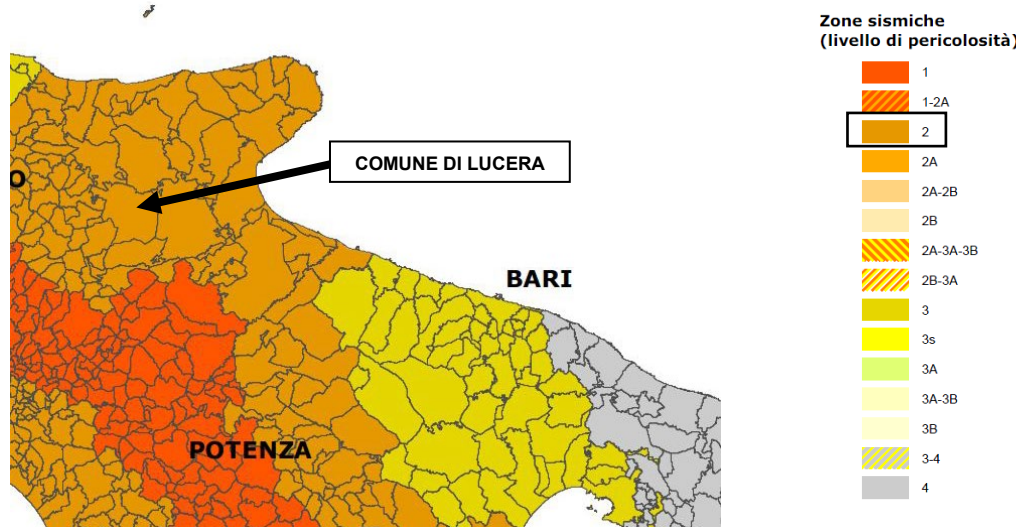 Zone sismiche
(livello di pericolosità)
1
1-2A
2
2A
2A-2B
2B
2A-3A-3B
2B-3A
3
3s
3A
3A-3B
3B
3-4
4
COMUNE DI LUCERA
O
BARI
POTENZA